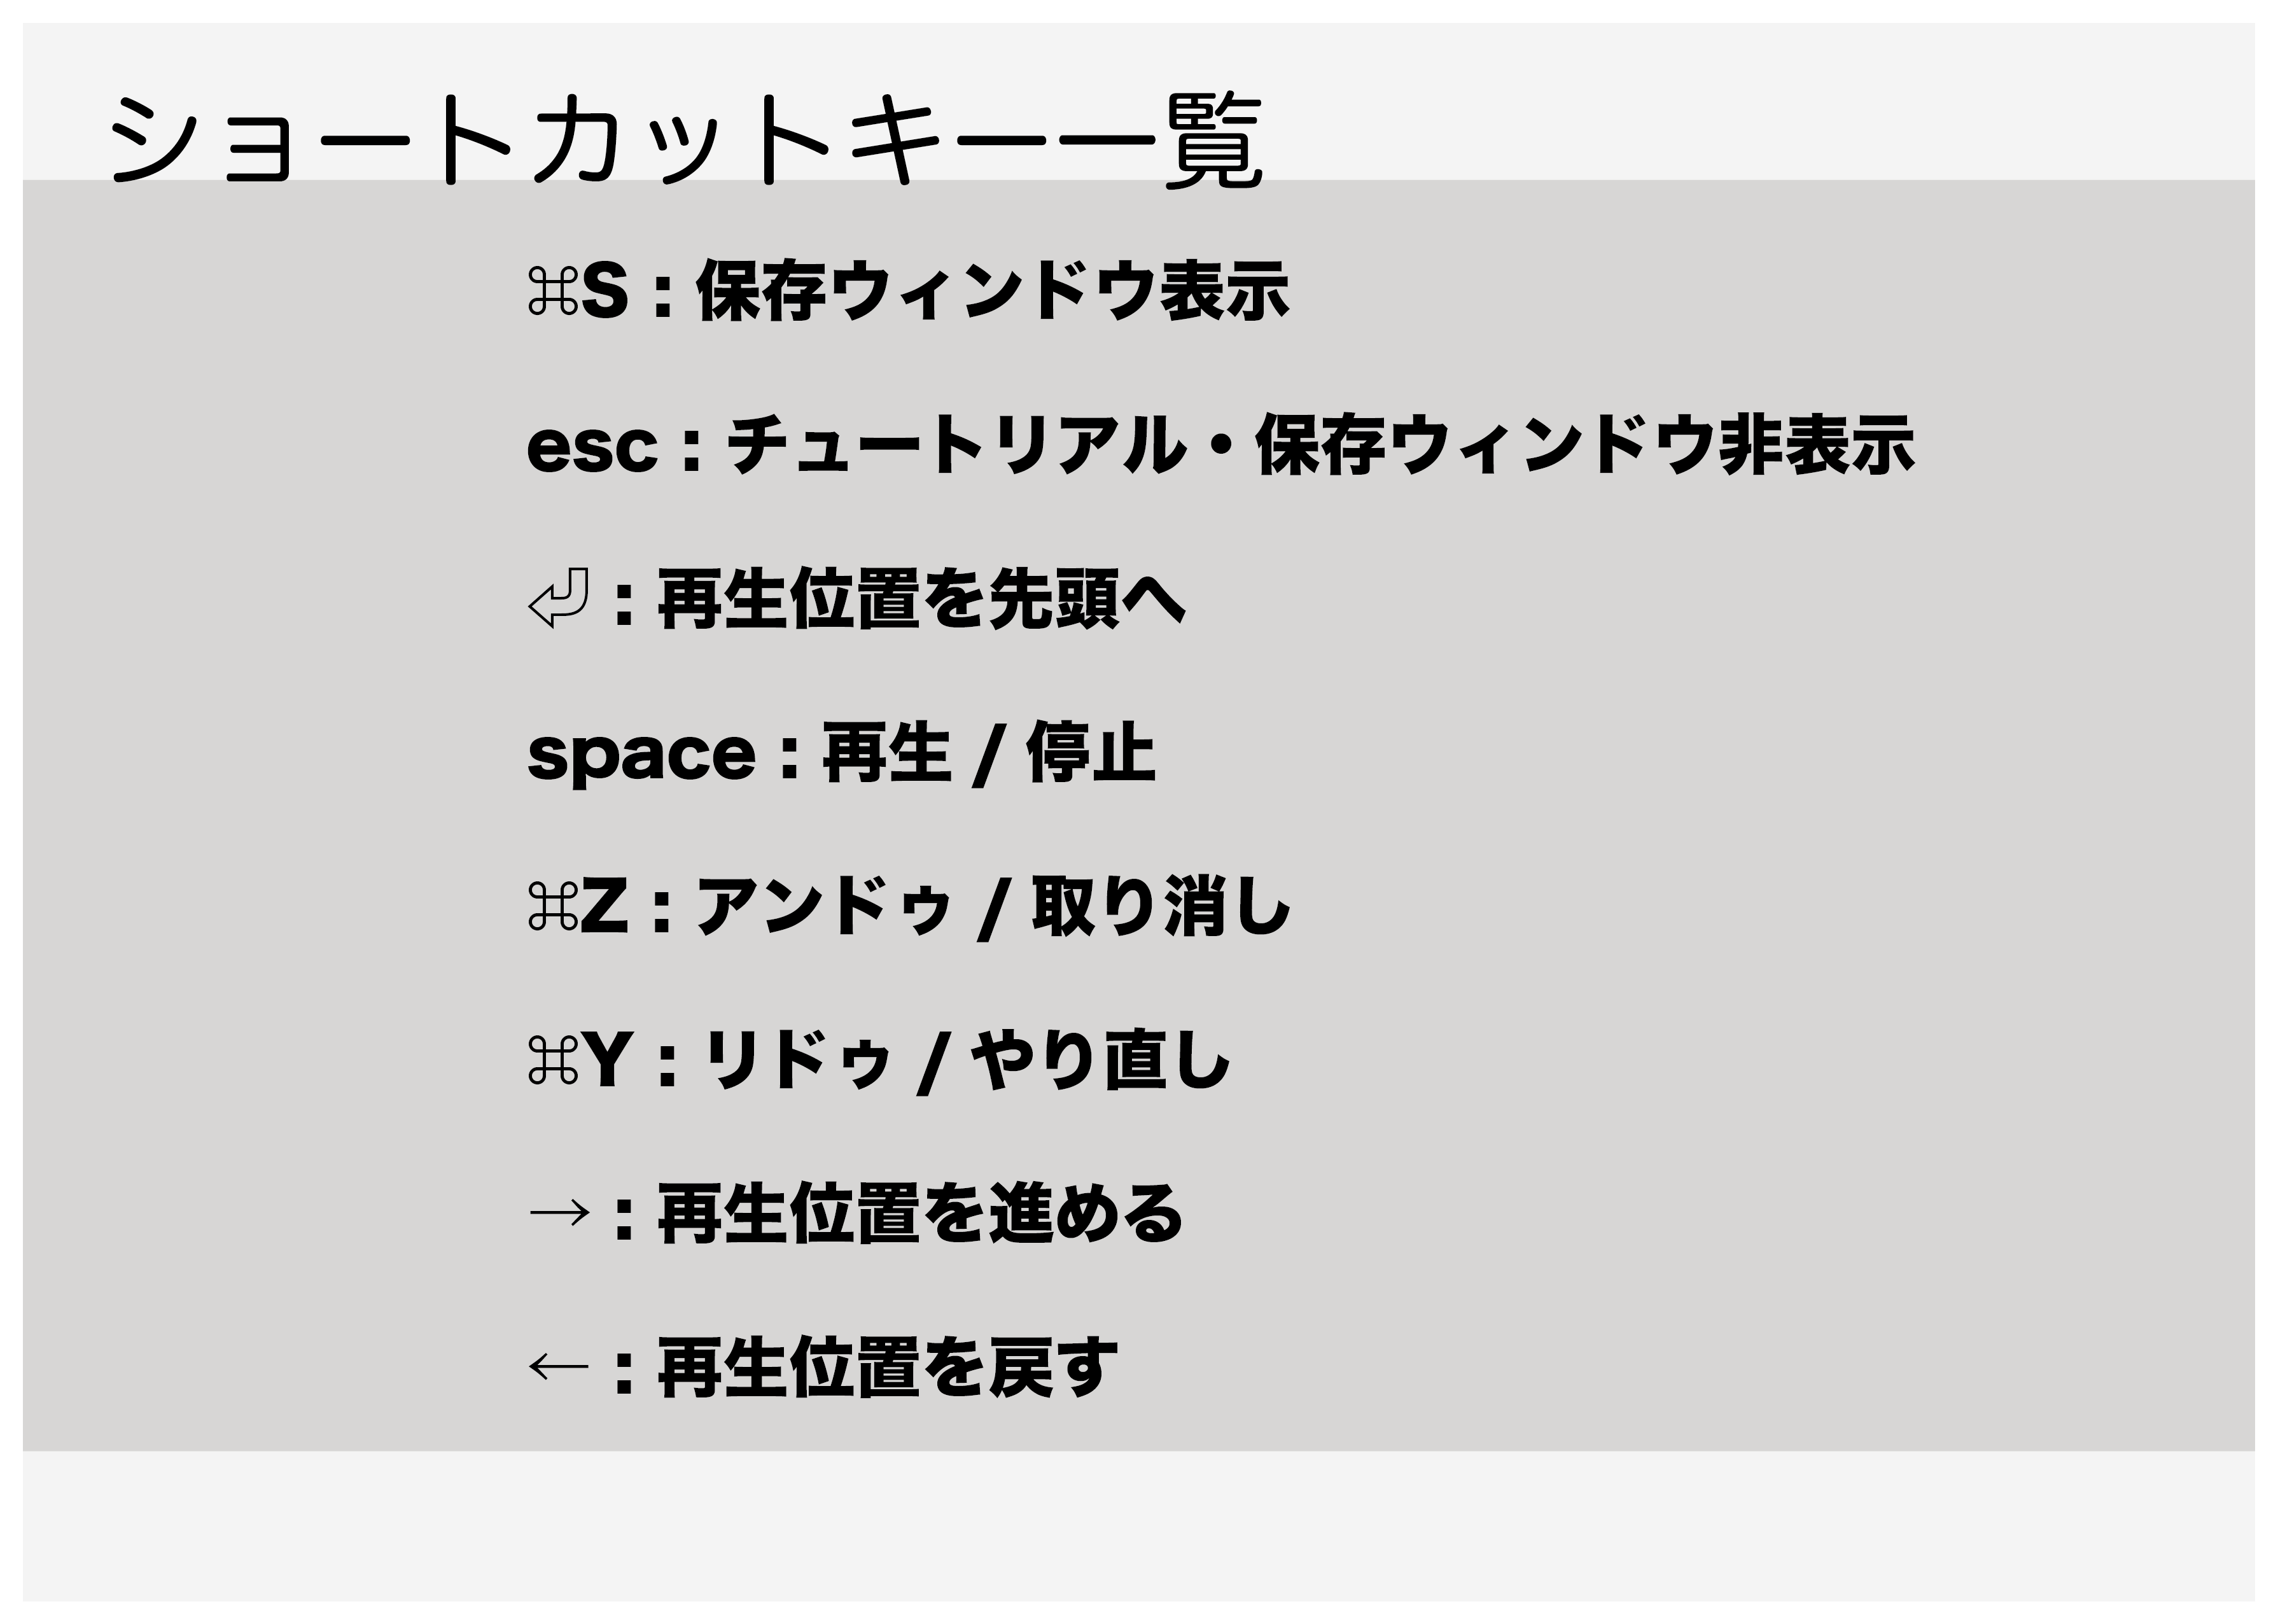 ショートカットキー一覧
⌘S : 保存ウィンドウ表示
esc : チュートリアル・保存ウィンドウ非表示
⏎ : 再生位置を先頭へ
space : 再生 / 停止
⌘Z : アンドゥ / 取り消し
⌘Y : リドゥ / やり直し
→ : 再生位置を進める
← : 再生位置を戻す